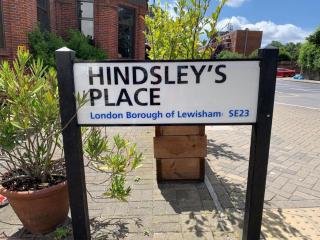 HINDSLEY'S
PLACE
London Borough of Lewisham SE23